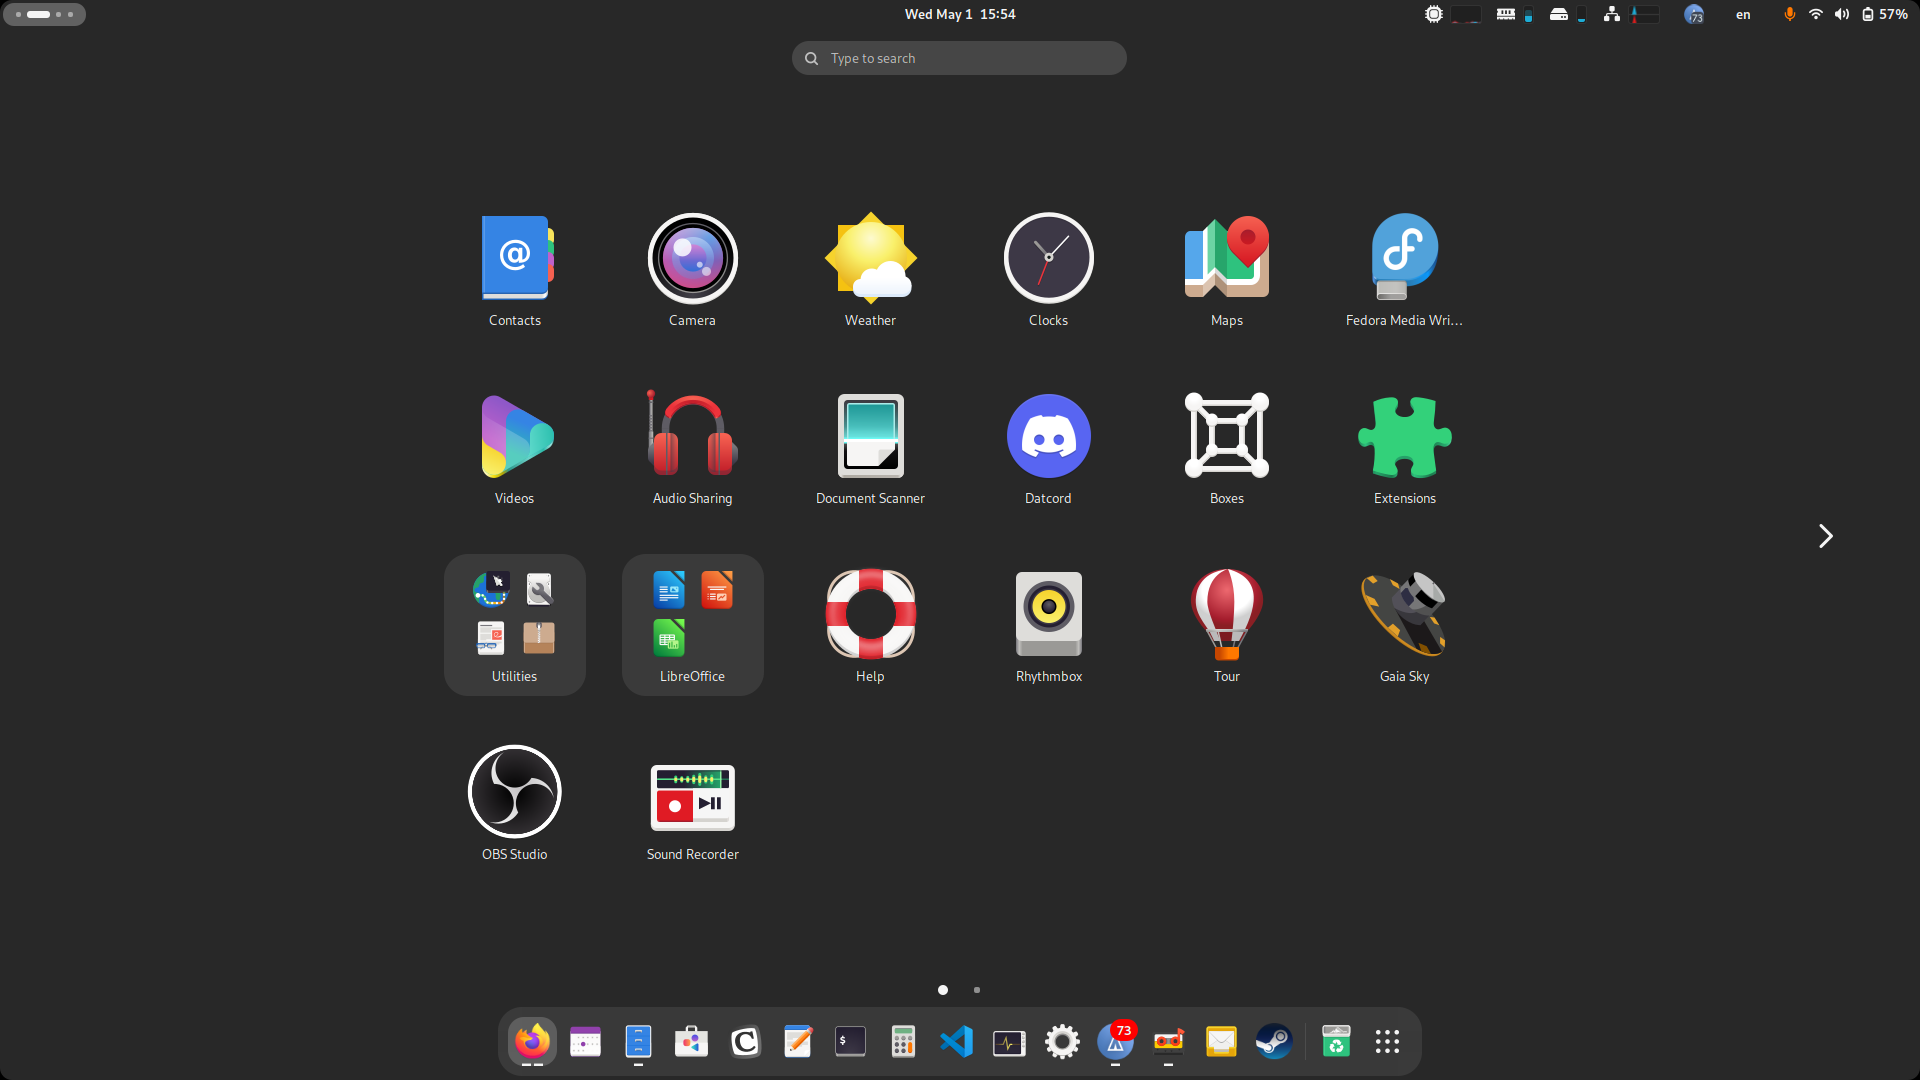 Wed May 1 15:54
73
en
57%
Type to search
Contacts
Camera
Weather
Clocks
Maps
Fedora Media Wri...
Videos
Audio Sharing
Document Scanner
Datcord
Boxes
Extensions
Utilities
LibreOffice
Help
Rhythmbox
Tour
Gaia Sky
OBS Studio
Sound Recorder
73